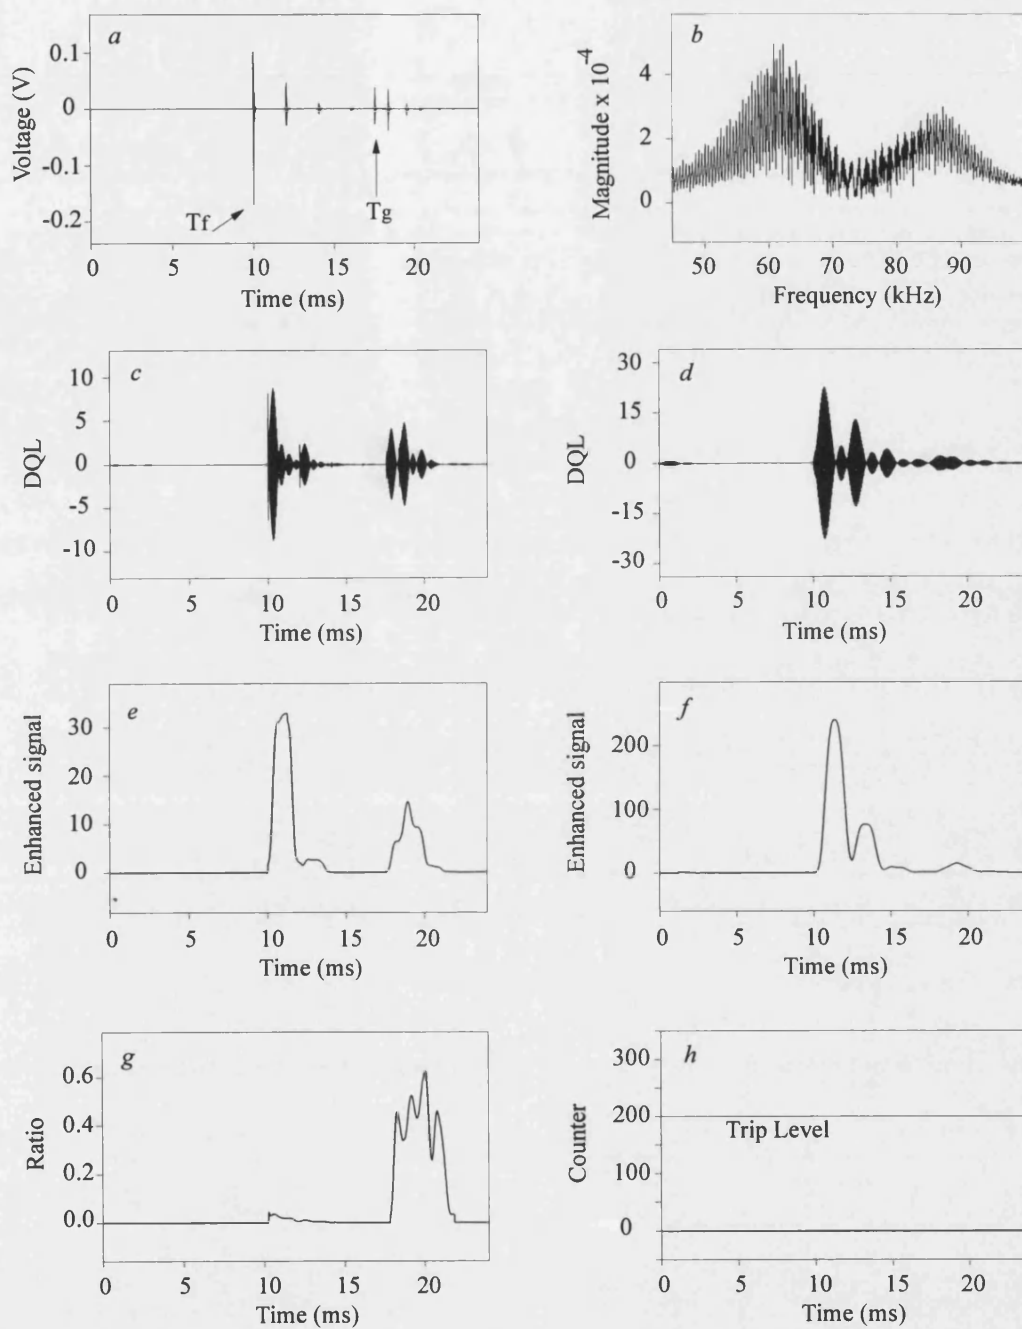 a
Voltage (V)
0.1
0
-0.1
-0.2
Tf
Tg
0 5 10 15 20
Time (ms)
b
Magnitude x 10⁻⁴
4
2
0
50 60 70 80 90
Frequency (kHz)
c
DQL
10
5
0
-5
-10
0 5 10 15 20
Time (ms)
d
DQL
30
15
0
-15
-30
0 5 10 15 20
Time (ms)
e
Enhanced signal
30
20
10
0
0 5 10 15 20
Time (ms)
f
Enhanced signal
200
100
0
0 5 10 15 20
Time (ms)
g
Ratio
0.6
0.4
0.2
0.0
0 5 10 15 20
Time (ms)
h
Counter
300
200
Trip Level
100
0
0 5 10 15 20
Time (ms)